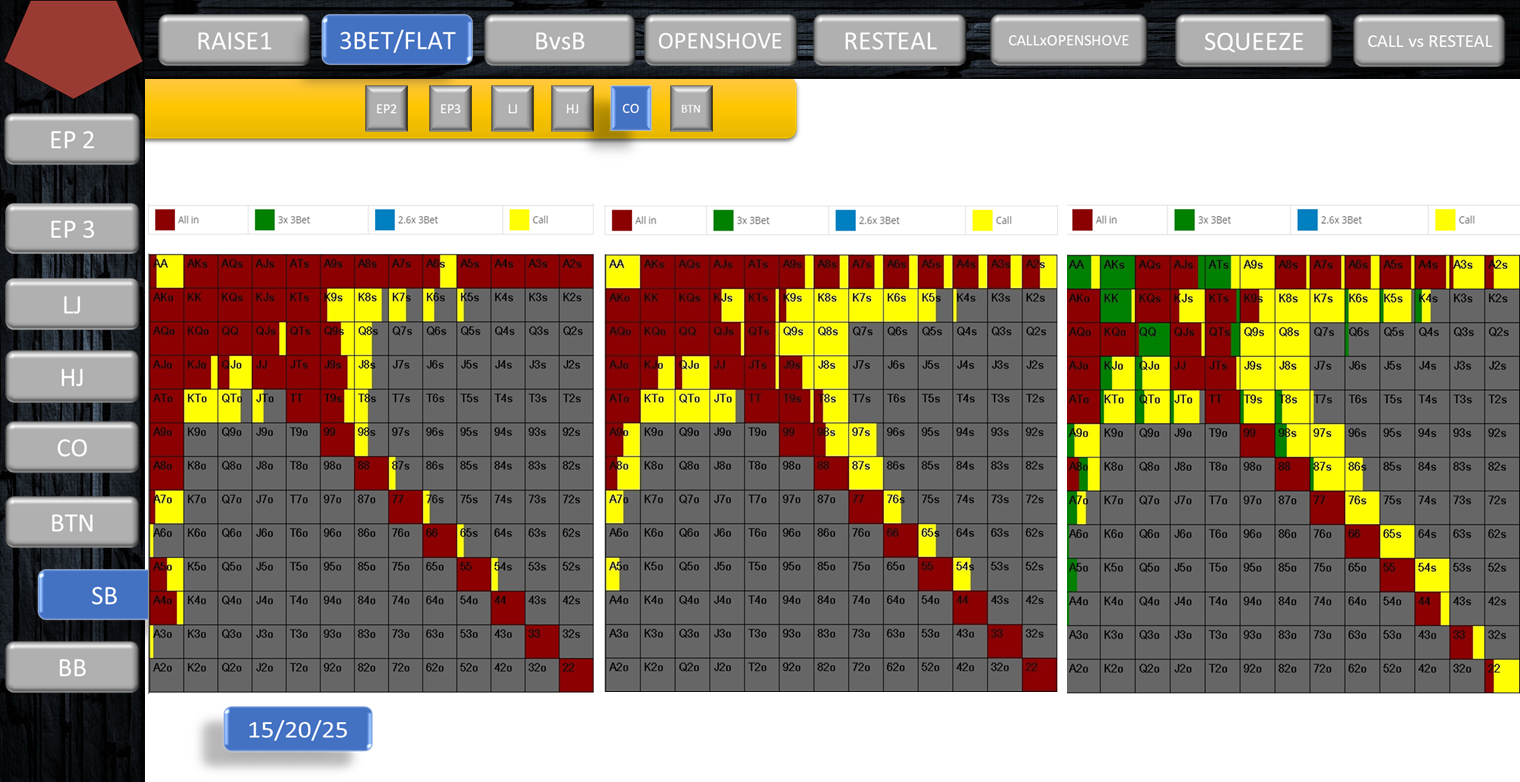 RAISE1 3BET/FLAT BvsB OPENSHOVE RESTEAL CALLxOPENSHOVE SQUEEZE CALL vs RESTEAL
EP2 EP3 LJ HJ CO BTN
EP 2
EP 3
LJ
HJ
CO
BTN
SB
BB
All in 3x 3Bet 2.6x 3Bet Call
AA AKs AQs AJs ATs A9s A8s A7s A6s A5s A4s A3s A2s
AKo KK KQs KJs KTs K9s K8s K7s K6s K5s K4s K3s K2s
AQo KQo QQ QJs QTs Q9s Q8s Q7s Q6s Q5s Q4s Q3s Q2s
AJo KJo QJo JJ JTs J9s J8s J7s J6s J5s J4s J3s J2s
ATo KTo QTo JTo TT T9s T8s T7s T6s T5s T4s T3s T2s
A9o K9o Q9o J9o T9o 99 98s 97s 96s 95s 94s 93s 92s
A8o K8o Q8o J8o T8o 98o 88 87s 86s 85s 84s 83s 82s
A7o K7o Q7o J7o T7o 97o 87o 77 76s 75s 74s 73s 72s
A6o K6o Q6o J6o T6o 96o 86o 76o 66 65s 64s 63s 62s
A5o K5o Q5o J5o T5o 95o 85o 75o 65o 55 54s 53s 52s
A4o K4o Q4o J4o T4o 94o 84o 74o 64o 54o 44 43s 42s
A3o K3o Q3o J3o T3o 93o 83o 73o 63o 53o 43o 33 32s
A2o K2o Q2o J2o T2o 92o 82o 72o 62o 52o 42o 32o 22
All in 3x 3Bet 2.6x 3Bet Call
AA AKs AQs AJs ATs A9s A8s A7s A6s A5s A4s A3s A2s
AKo KK KQs KJs KTs K9s K8s K7s K6s K5s K4s K3s K2s
AQo KQo QQ QJs QTs Q9s Q8s Q7s Q6s Q5s Q4s Q3s Q2s
AJo KJo QJo JJ JTs J9s J8s J7s J6s J5s J4s J3s J2s
ATo KTo QTo JTo TT T9s T8s T7s T6s T5s T4s T3s T2s
A9o K9o Q9o J9o T9o 99 98s 97s 96s 95s 94s 93s 92s
A8o K8o Q8o J8o T8o 98o 88 87s 86s 85s 84s 83s 82s
A7o K7o Q7o J7o T7o 97o 87o 77 76s 75s 74s 73s 72s
A6o K6o Q6o J6o T6o 96o 86o 76o 66 65s 64s 63s 62s
A5o K5o Q5o J5o T5o 95o 85o 75o 65o 55 54s 53s 52s
A4o K4o Q4o J4o T4o 94o 84o 74o 64o 54o 44 43s 42s
A3o K3o Q3o J3o T3o 93o 83o 73o 63o 53o 43o 33 32s
A2o K2o Q2o J2o T2o 92o 82o 72o 62o 52o 42o 32o 22
All in 3x 3Bet 2.6x 3Bet Call
AA AKs AQs AJs ATs A9s A8s A7s A6s A5s A4s A3s A2s
AKo KK KQs KJs KTs K9s K8s K7s K6s K5s K4s K3s K2s
AQo KQo QQ QJs QTs Q9s Q8s Q7s Q6s Q5s Q4s Q3s Q2s
AJo KJo QJo JJ JTs J9s J8s J7s J6s J5s J4s J3s J2s
ATo KTo QTo JTo TT T9s T8s T7s T6s T5s T4s T3s T2s
A9o K9o Q9o J9o T9o 99 98s 97s 96s 95s 94s 93s 92s
A8o K8o Q8o J8o T8o 98o 88 87s 86s 85s 84s 83s 82s
A7o K7o Q7o J7o T7o 97o 87o 77 76s 75s 74s 73s 72s
A6o K6o Q6o J6o T6o 96o 86o 76o 66 65s 64s 63s 62s
A5o K5o Q5o J5o T5o 95o 85o 75o 65o 55 54s 53s 52s
A4o K4o Q4o J4o T4o 94o 84o 74o 64o 54o 44 43s 42s
A3o K3o Q3o J3o T3o 93o 83o 73o 63o 53o 43o 33 32s
A2o K2o Q2o J2o T2o 92o 82o 72o 62o 52o 42o 32o 22
15/20/25